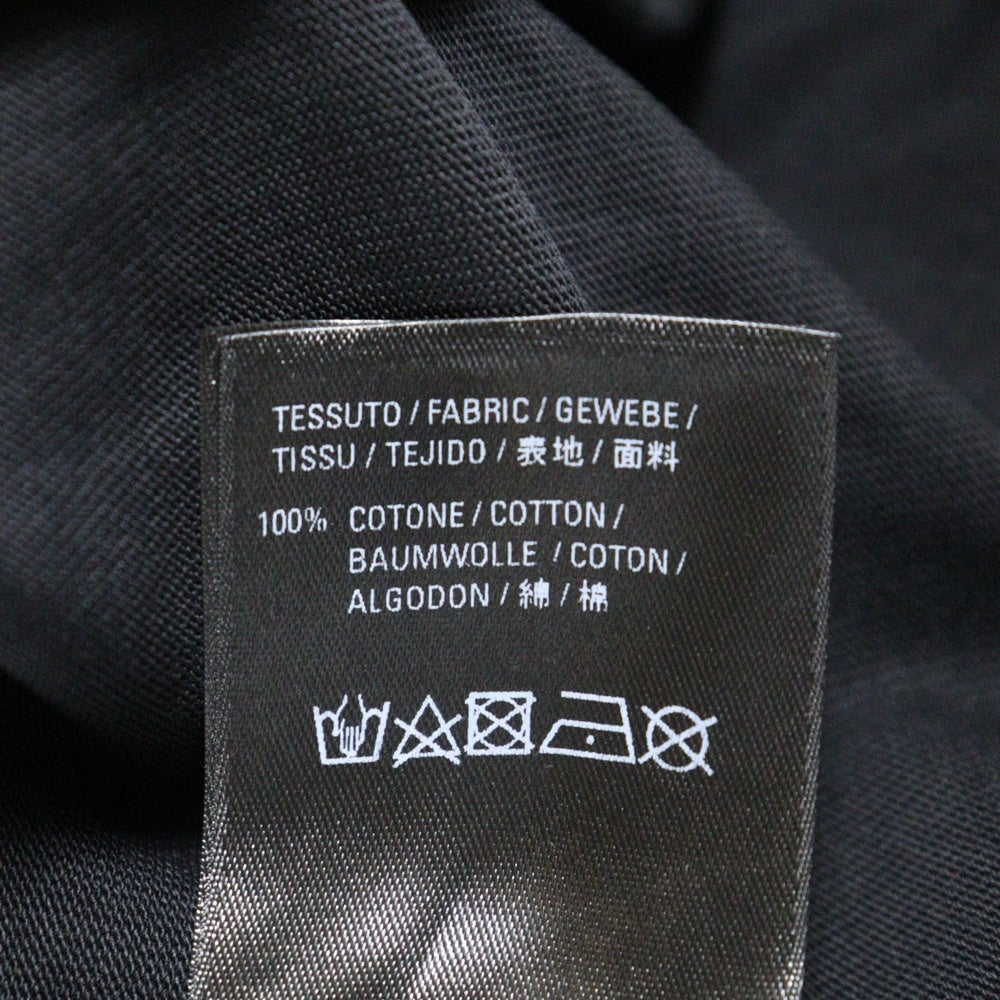 TESSUTO / FABRIC / GEWEBE /
TISSU / TEJIDO / 表地 / 面料
100% COTONE / COTTON /
BAUMWOLLE / COTON /
ALGODON / 綿 / 棉